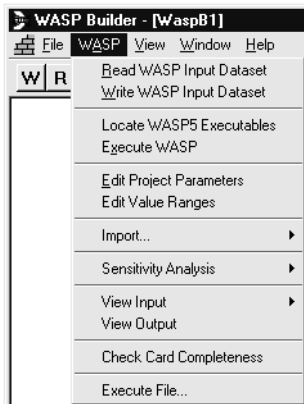 WASP Builder - [WaspB1]
File WASP View Window Help
W R
Read WASP Input Dataset
Write WASP Input Dataset
Locate WASP5 Executables
Execute WASP
Edit Project Parameters
Edit Value Ranges
Import...
Sensitivity Analysis
View Input
View Output
Check Card Completeness
Execute File...